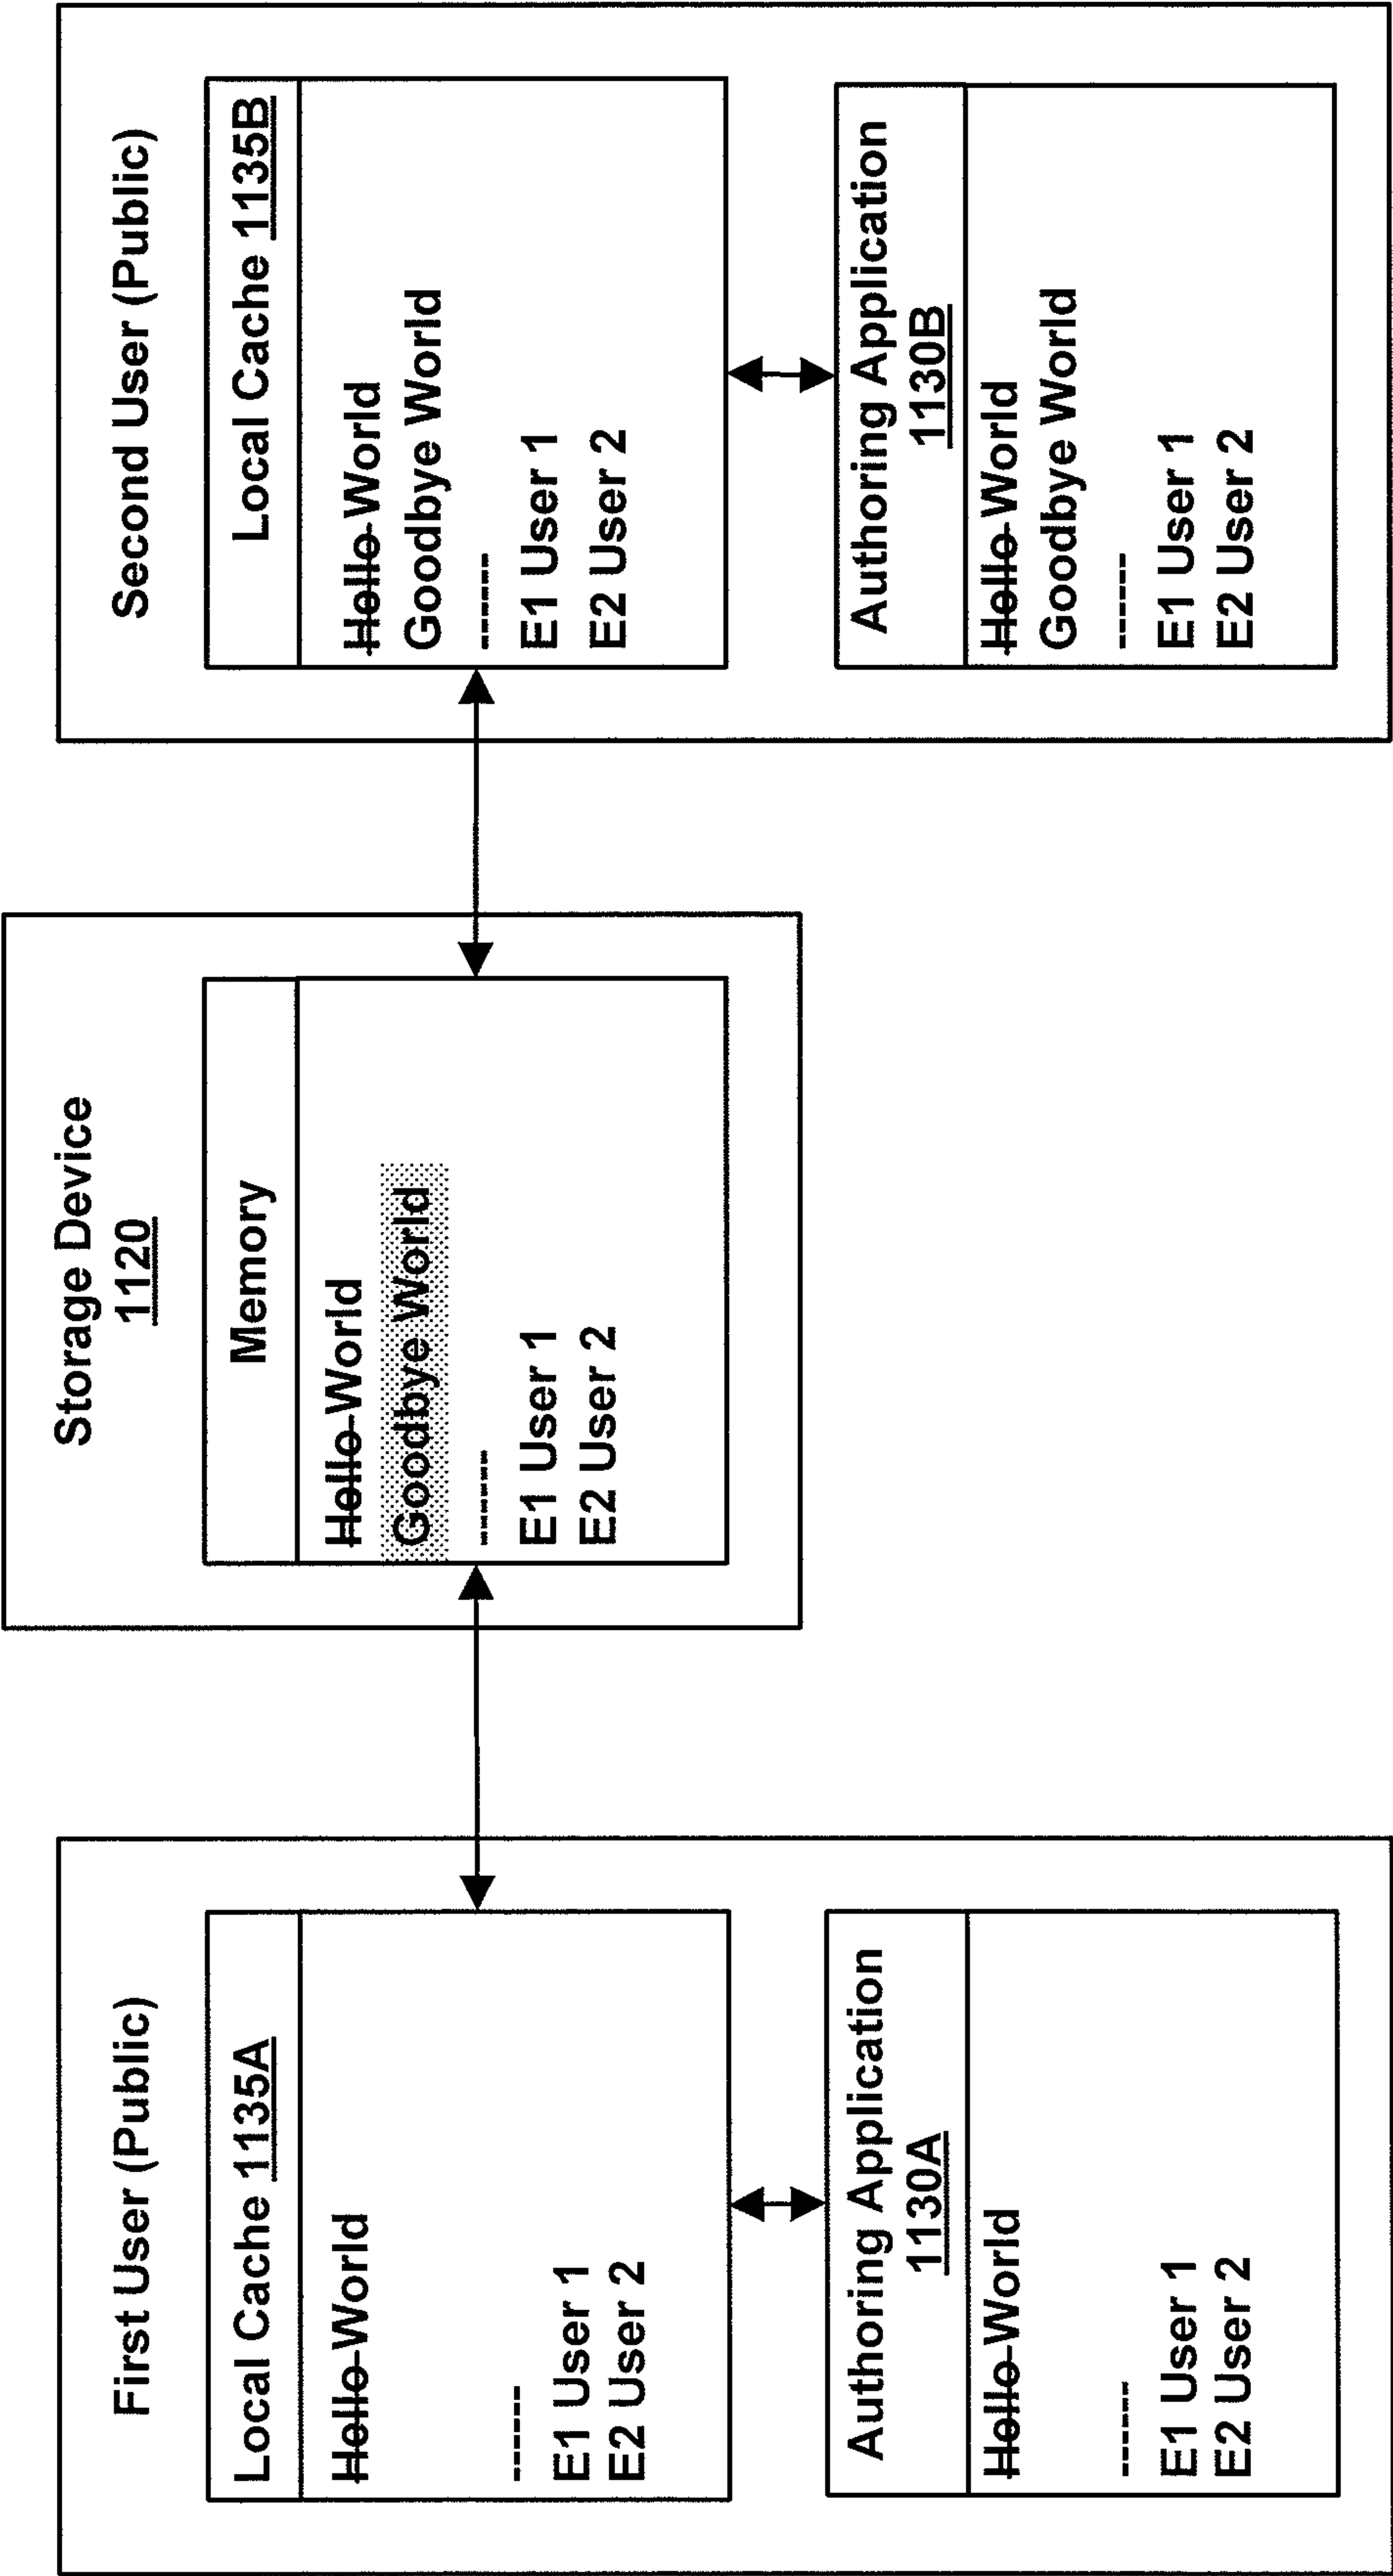 First User (Public)
Local Cache 1135A
Hello World
------
E1 User 1
E2 User 2
Authoring Application
1130A
Hello World
------
E1 User 1
E2 User 2
Storage Device
1120
Memory
Hello World
Goodbye World
------
E1 User 1
E2 User 2
Second User (Public)
Local Cache 1135B
Hello World
Goodbye World
------
E1 User 1
E2 User 2
Authoring Application
1130B
Hello World
Goodbye World
------
E1 User 1
E2 User 2